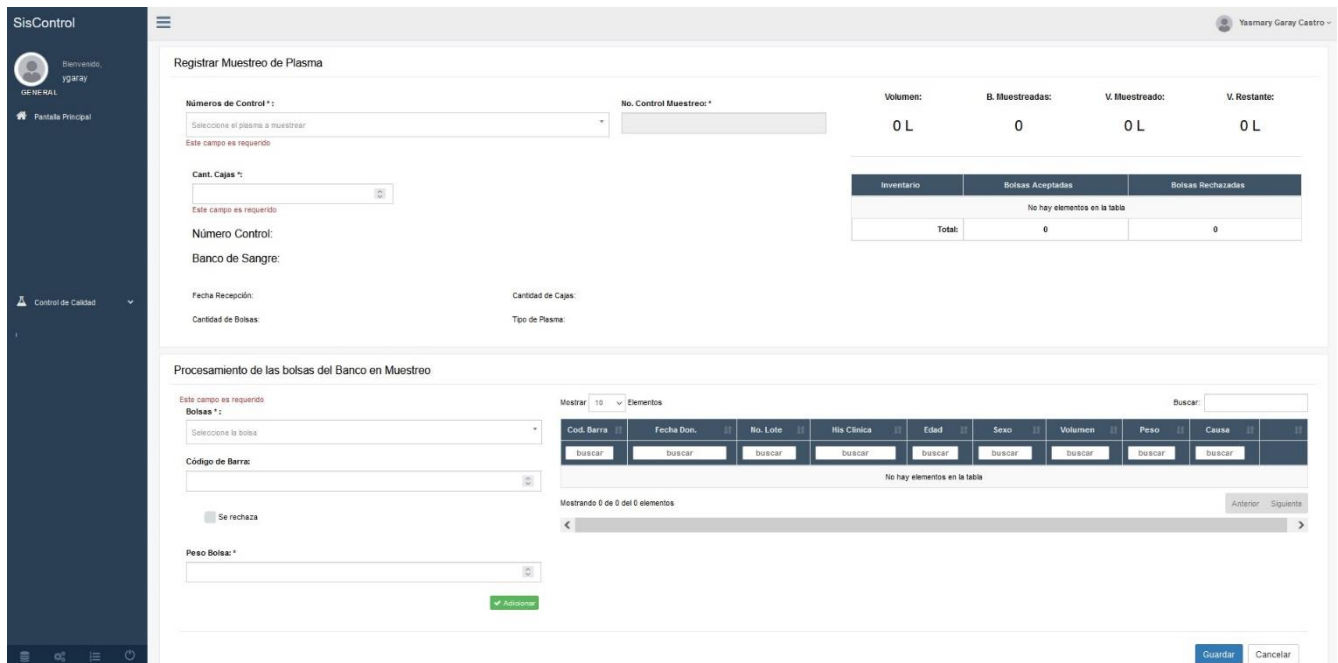 SisControl
Yasmary Garay Castro
Bienvenido,
ygaray
GENERAL
Pantalla Principal
Control de Calidad
Registrar Muestreo de Plasma
Números de Control * :
Seleccione el plasma a muestrear
Este campo es requerido
No. Control Muestreo: *
Cant. Cajas *:
Este campo es requerido
Número Control:
Banco de Sangre:
Fecha Recepción:
Cantidad de Cajas:
Cantidad de Bolsas:
Tipo de Plasma:
Volumen: B. Muestreadas: V. Muestreado: V. Restante:
0 L 0 0 L 0 L
Inventario Bolsas Aceptadas Bolsas Rechazadas
No hay elementos en la tabla
Total: 0 0
Procesamiento de las bolsas del Banco en Muestreo
Este campo es requerido
Bolsas * :
Seleccione la bolsa
Código de Barra:
Se rechaza
Peso Bolsa: *
Adicionar
Mostrar 10 Elementos
Buscar:
Cod. Barra Fecha Don. No. Lote His Clinica Edad Sexo Volumen Peso Causa
buscar buscar buscar buscar buscar buscar buscar buscar buscar
No hay elementos en la tabla
Mostrando 0 de 0 del 0 elementos
Anterior Siguiente
Guardar Cancelar